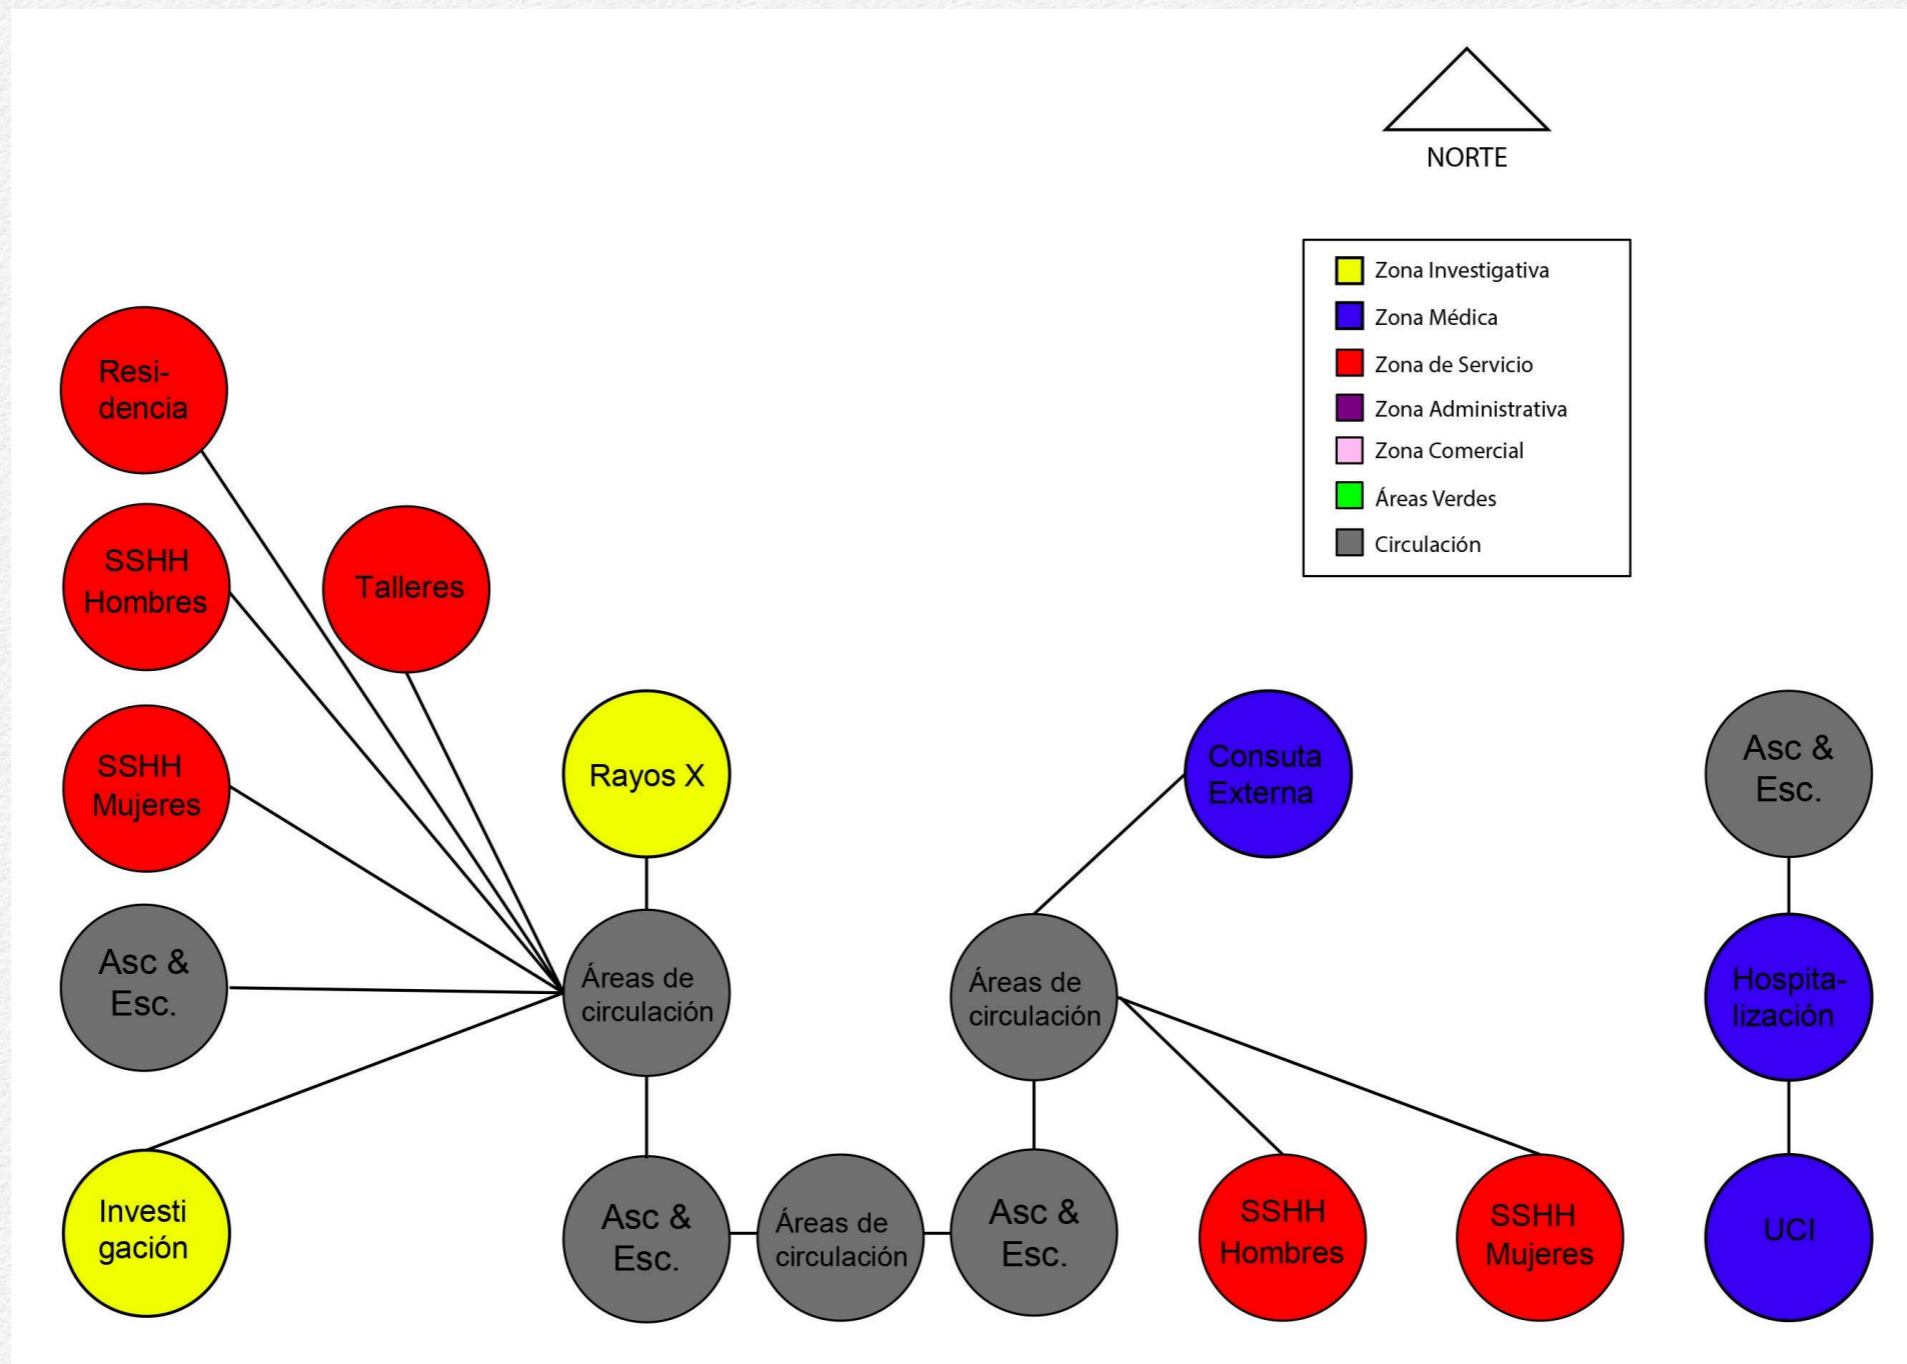 NORTE
Zona Investigativa
Zona Médica
Zona de Servicio
Zona Administrativa
Zona Comercial
Áreas Verdes
Circulación
Resi-
dencia
SSHH
Hombres
Talleres
SSHH
Mujeres
Rayos X
Consuta
Externa
Asc &
Esc.
Asc &
Esc.
Áreas de
circulación
Áreas de
circulación
Hospita-
lización
Investi
gación
Asc &
Esc.
Áreas de
circulación
Asc &
Esc.
SSHH
Hombres
SSHH
Mujeres
UCI